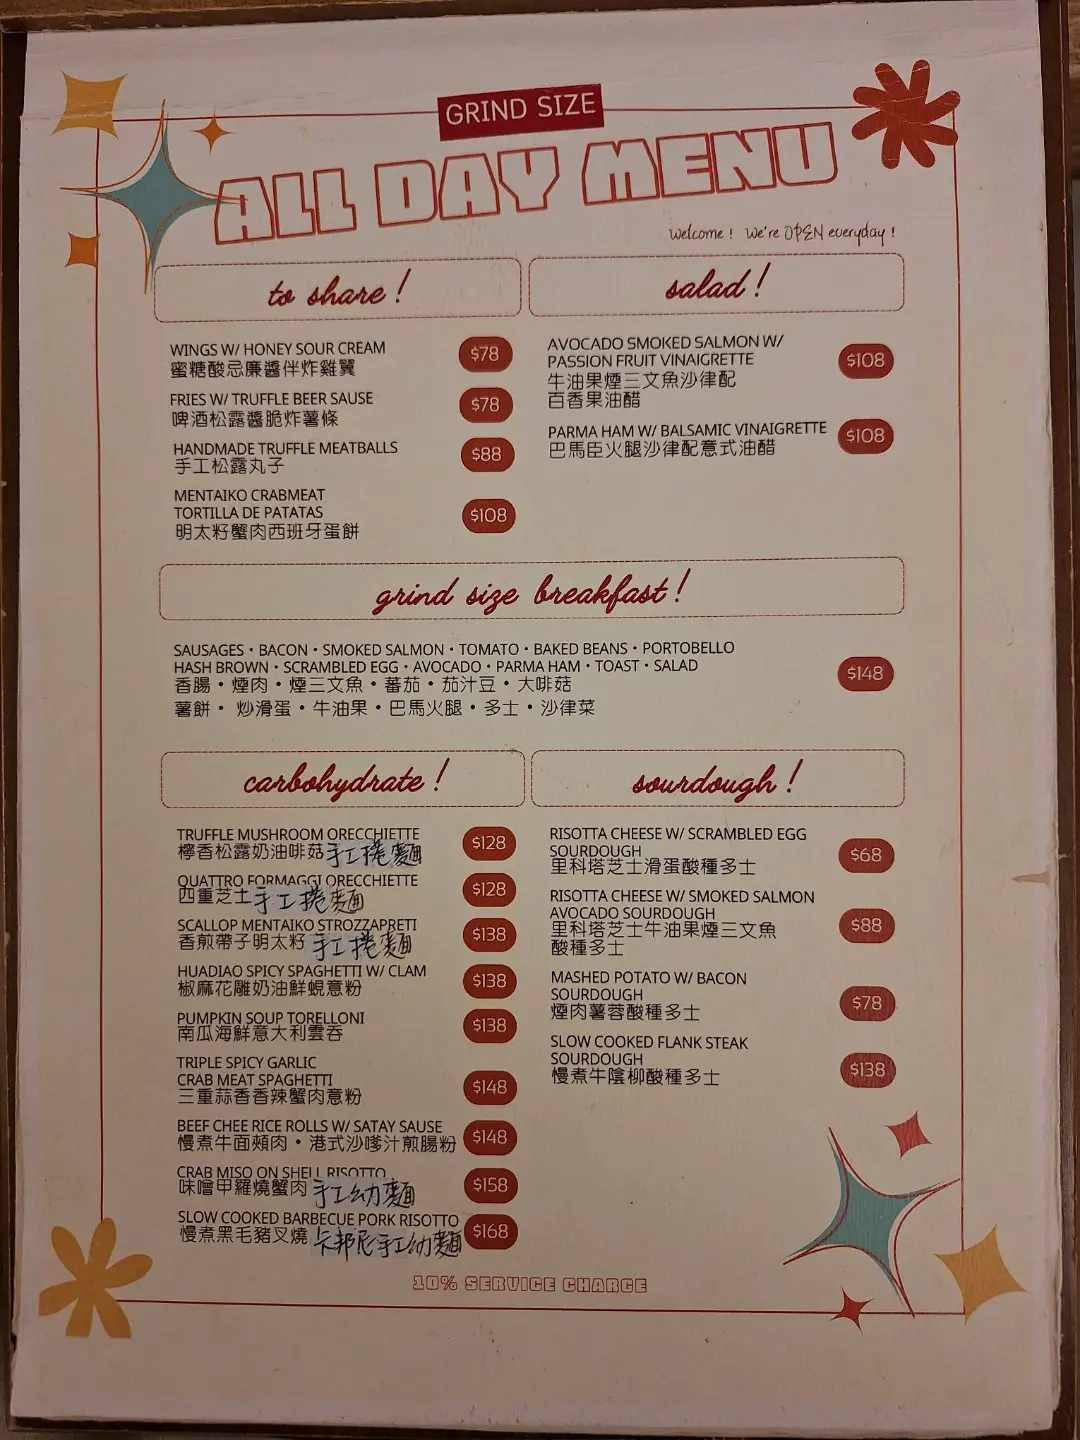 GRIND SIZE
ALL DAY MENU
welcome ! we're OPEN everyday !
to share !
WINGS W/ HONEY SOUR CREAM $78
蜜糖酸忌廉醬伴炸雞翼
FRIES W/ TRUFFLE BEER SAUSE $78
啤酒松露醬脆炸薯條
HANDMADE TRUFFLE MEATBALLS $88
手工松露丸子
MENTAIKO CRABMEAT
TORTILLA DE PATATAS $108
明太籽蟹肉西班牙蛋餅
salad !
AVOCADO SMOKED SALMON W/
PASSION FRUIT VINAIGRETTE $108
牛油果煙三文魚沙律配
百香果油醋
PARMA HAM W/ BALSAMIC VINAIGRETTE $108
巴馬臣火腿沙律配意式油醋
grind size breakfast !
SAUSAGES • BACON • SMOKED SALMON • TOMATO • BAKED BEANS • PORTOBELLO
HASH BROWN • SCRAMBLED EGG • AVOCADO • PARMA HAM • TOAST • SALAD $148
香腸 • 煙肉 • 煙三文魚 • 蕃茄 • 茄汁豆 • 大啡菇
薯餅 • 炒滑蛋 • 牛油果 • 巴馬火腿 • 多士 • 沙律菜
carbohydrate !
TRUFFLE MUSHROOM ORECCHIETTE $128
檸香松露奶油啡菇手工捲麵
QUATTRO FORMAGGI ORECCHIETTE $128
四重芝士手工捲麵
SCALLOP MENTAIKO STROZZAPRETI $138
香煎帶子明太籽手工捲麵
HUADIAO SPICY SPAGHETTI W/ CLAM $138
椒麻花雕奶油鮮蜆意粉
PUMPKIN SOUP TORELLONI $138
南瓜海鮮意大利雲吞
TRIPLE SPICY GARLIC
CRAB MEAT SPAGHETTI $148
三重蒜香香辣蟹肉意粉
BEEF CHEE RICE ROLLS W/ SATAY SAUSE $148
慢煮牛面頰肉 • 港式沙嗲汁煎腸粉
CRAB MISO ON SHELL RISOTTO $158
味噌甲羅燒蟹肉手工幼麵
SLOW COOKED BARBECUE PORK RISOTTO $168
慢煮黑毛豬叉燒卡邦尼手工幼麵
sourdough !
RISOTTA CHEESE W/ SCRAMBLED EGG
SOURDOUGH $68
里科塔芝士滑蛋酸種多士
RISOTTA CHEESE W/ SMOKED SALMON
AVOCADO SOURDOUGH $88
里科塔芝士牛油果煙三文魚
酸種多士
MASHED POTATO W/ BACON
SOURDOUGH $78
煙肉薯蓉酸種多士
SLOW COOKED FLANK STEAK
SOURDOUGH $138
慢煮牛陰柳酸種多士
10% SERVICE CHARGE